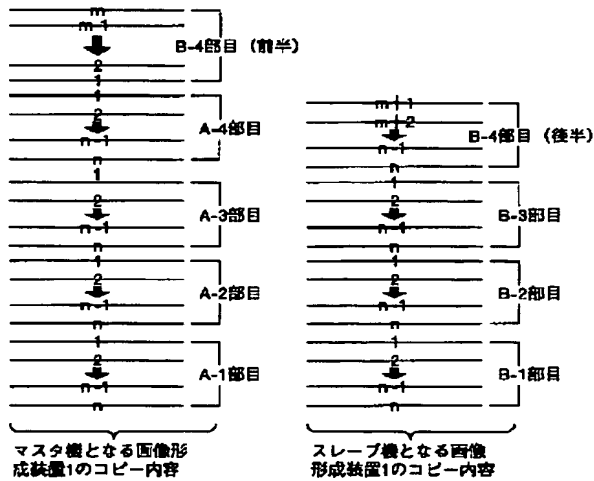 m
m-1
2
1
B-4部目（前半）
1
2
n-1
n
A-4部目
1
2
n-1
n
A-3部目
1
2
n-1
n
A-2部目
1
2
n-1
n
A-1部目
マスタ機となる画像形
成装置1のコピー内容
m+1
m+2
n-1
n
B-4部目（後半）
1
2
n-1
n
B-3部目
1
2
n-1
n
B-2部目
1
2
n-1
n
B-1部目
スレーブ機となる画像
形成装置1のコピー内容